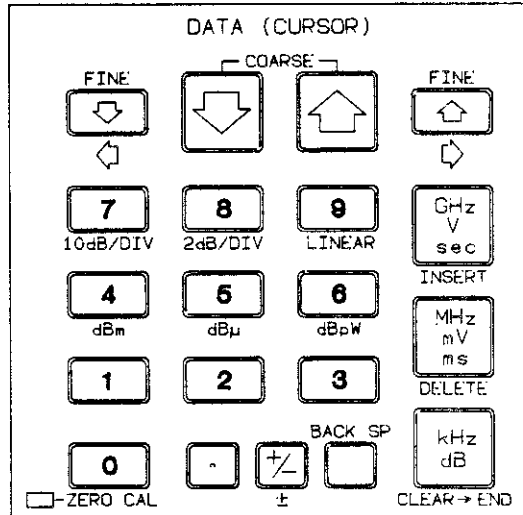 DATA (CURSOR)
COARSE
FINE FINE
7 8 9 GHz
V
sec
10dB/DIV 2dB/DIV LINEAR
INSERT
4 5 6 MHz
mV
ms
dBm dBµ dBpW
1 2 3
DELETE
BACK SP
0 . +/- kHz
dB
-ZERO CAL ± CLEAR→END